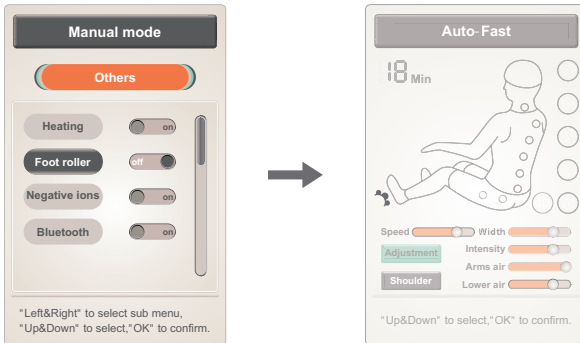 Manual mode
Others
Heating
on
Foot roller
off
Negative ions
on
Bluetooth
on
"Left&Right" to select sub menu,
"Up&Down" to select,"OK" to confirm.
Auto-Fast
18 Min
Speed
Width
Adjustment
Intensity
Arms air
Shoulder
Lower air
"Up&Down" to select,"OK" to confirm.